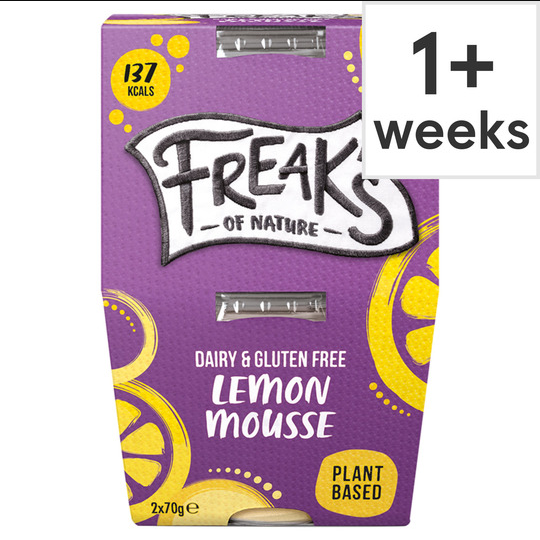 137
KCALS
1+
weeks
FREAKS
OF NATURE
DAIRY & GLUTEN FREE
LEMON
MOUSSE
PLANT
BASED
2x70g℮